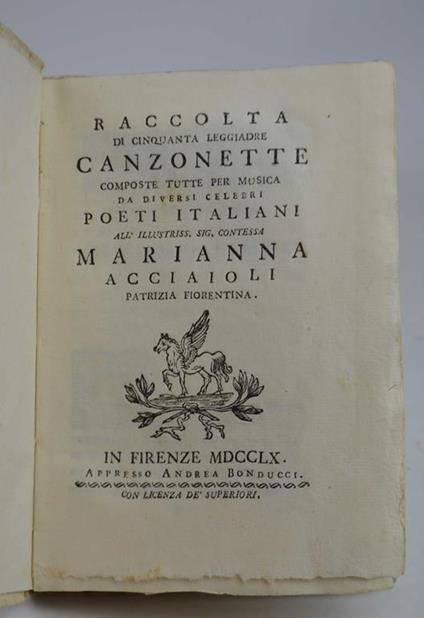 RACCOLTA
DI CINQUANTA LEGGIADRE
CANZONETTE
COMPOSTE TUTTE PER MUSICA
DA DIVERSI CELEBRI
POETI ITALIANI
ALL' ILLUSTRISS. SIG. CONTESSA
MARIANNA
ACCIAIOLI
PATRIZIA FIORENTINA.
IN FIRENZE MDCCLX.
APPRESSO ANDREA BONDUCCI.
CON LICENZA DE' SUPERIORI.